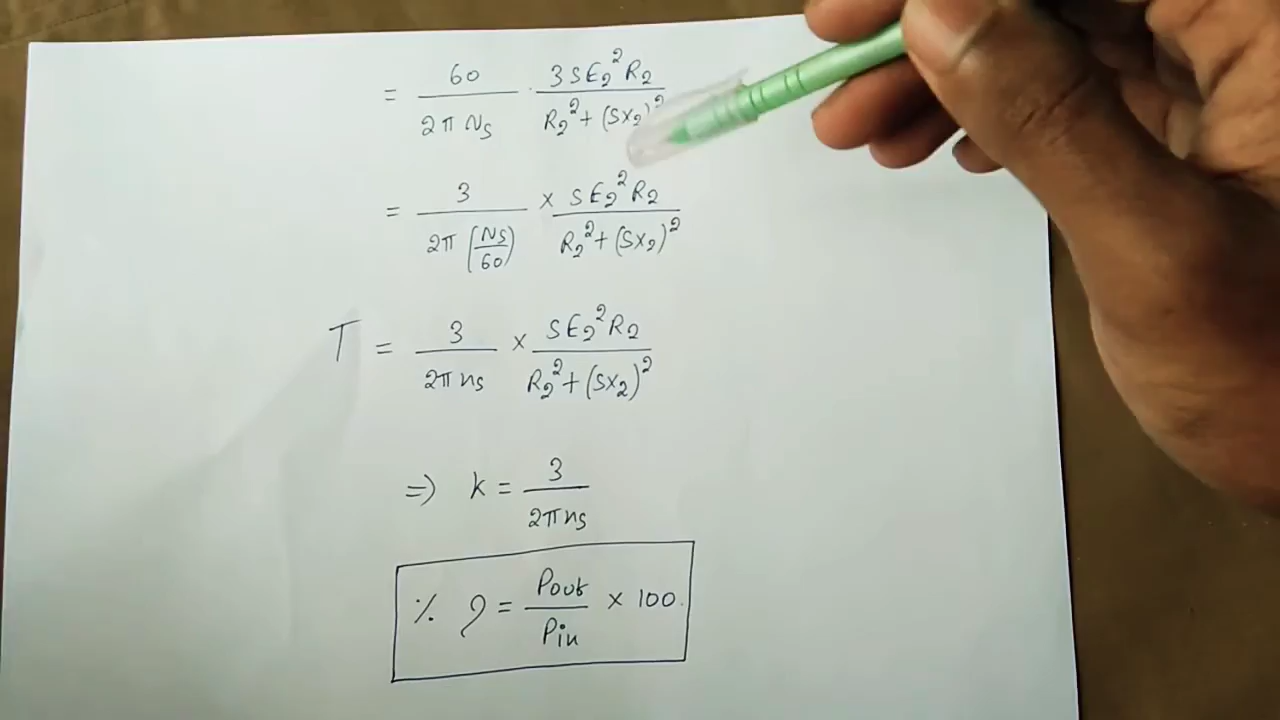 = 60 / 2π Ns · 3SE₂²R₂ / R₂²+(Sx₂)²
= 3 / 2π (Ns/60) × SE₂²R₂ / R₂²+(Sx₂)²
T = 3 / 2π ns × SE₂²R₂ / R₂²+(Sx₂)²
=> k = 3 / 2π ns
% η = Pout / Pin × 100